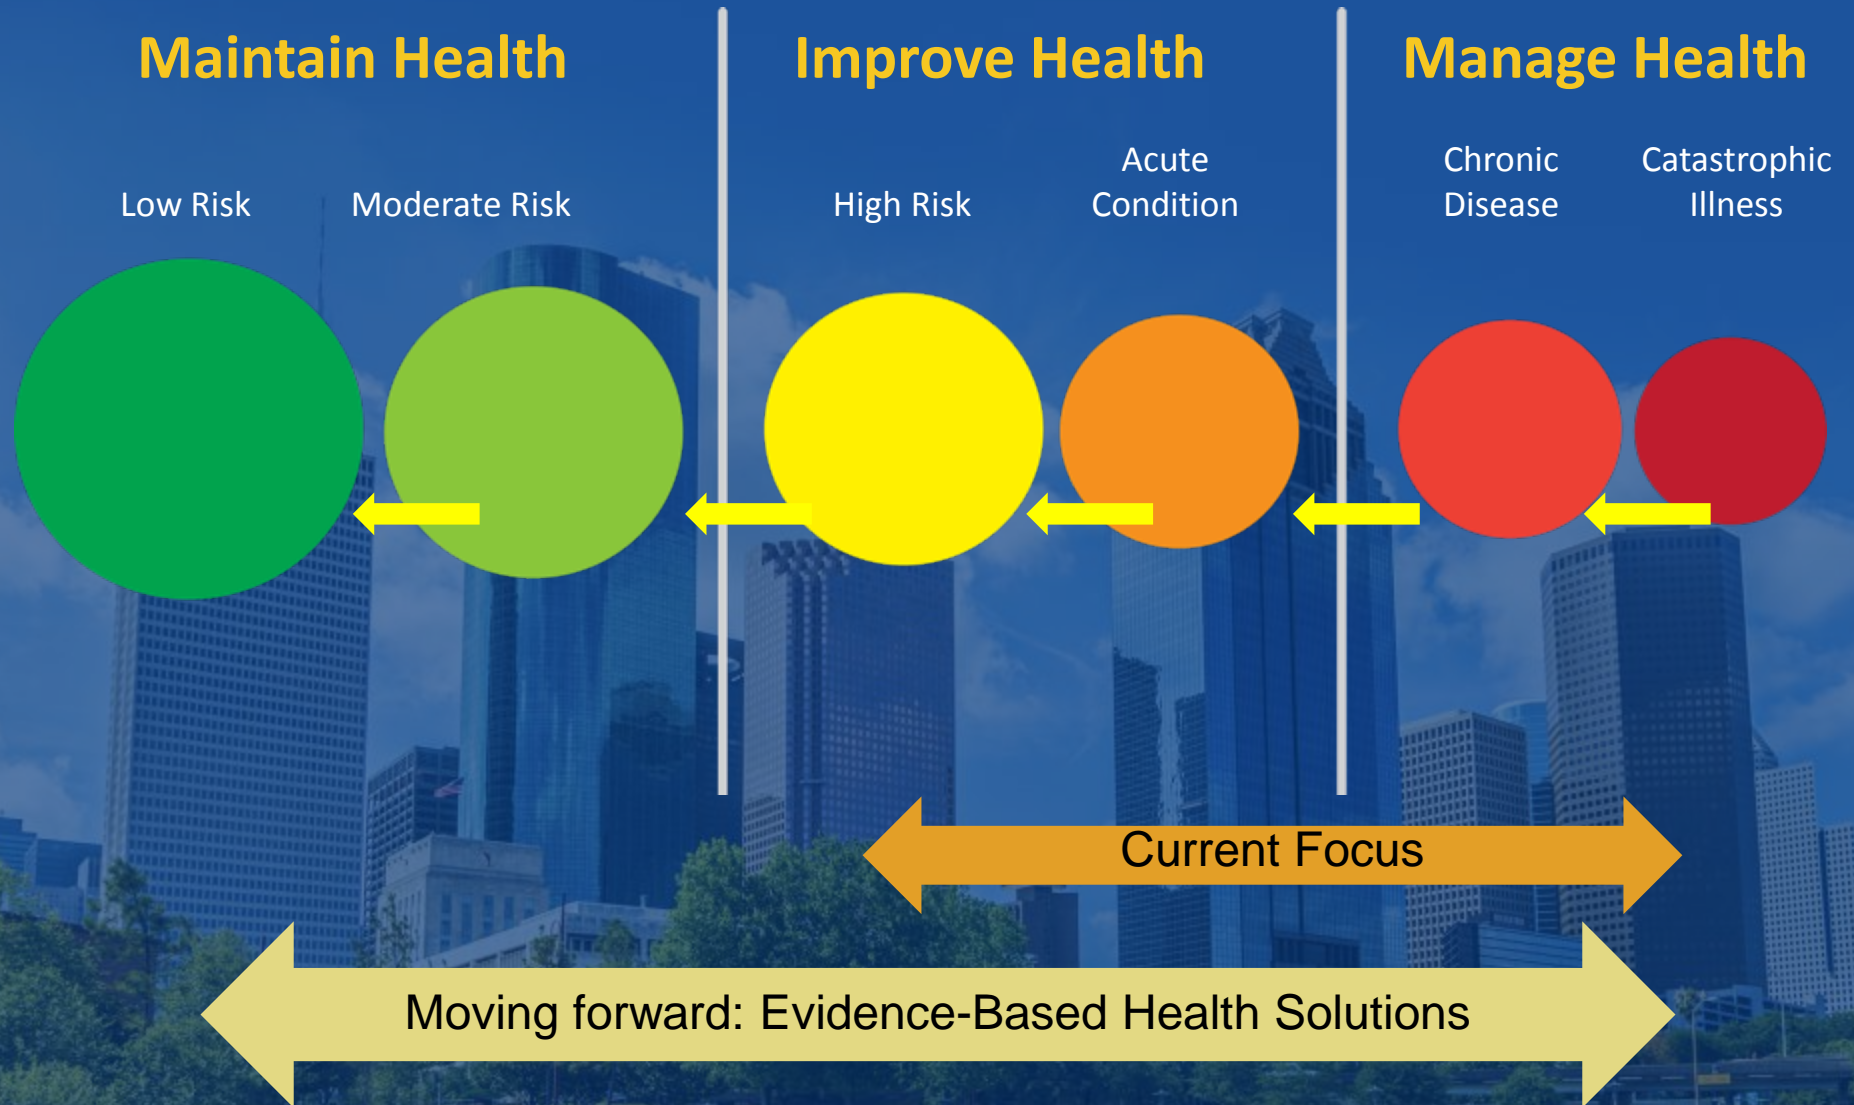 Maintain Health
Improve Health
Manage Health
Low Risk
Moderate Risk
High Risk
Acute
Condition
Chronic
Disease
Catastrophic
Illness
Current Focus
Moving forward: Evidence-Based Health Solutions